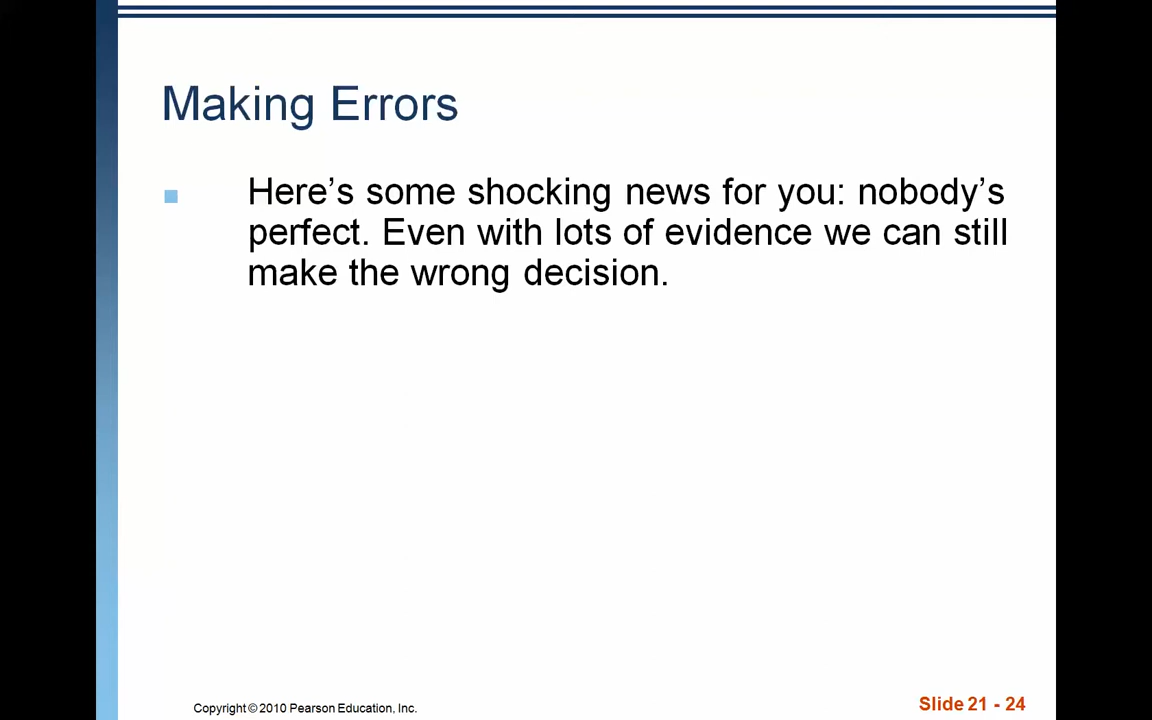 Making Errors
Here’s some shocking news for you: nobody’s
perfect. Even with lots of evidence we can still
make the wrong decision.
Copyright © 2010 Pearson Education, Inc.
Slide 21 - 24